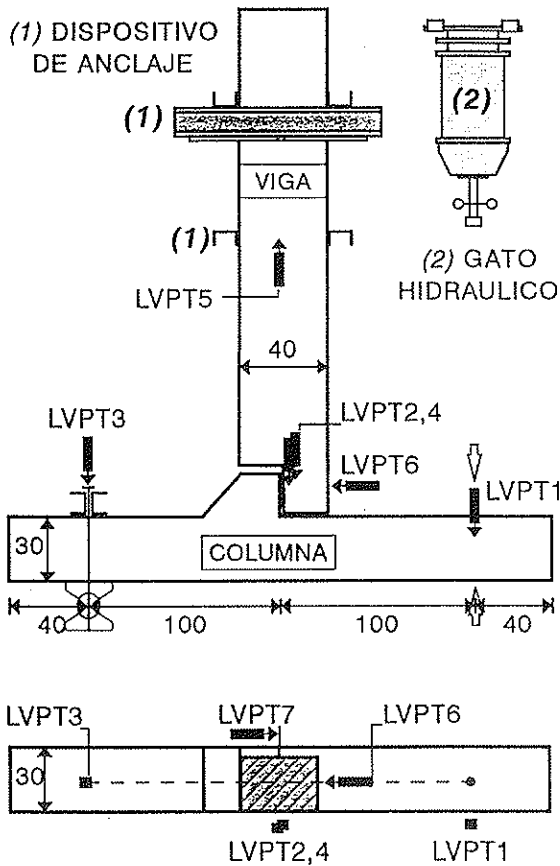 (1) DISPOSITIVO
DE ANCLAJE
(1)
(2)
VIGA
(1)
(2) GATO
HIDRAULICO
LVPT5
40
LVPT3
LVPT2,4
LVPT6
LVPT1
30
COLUMNA
40
100
100
40
LVPT3
LVPT7
LVPT6
30
LVPT2,4
LVPT1